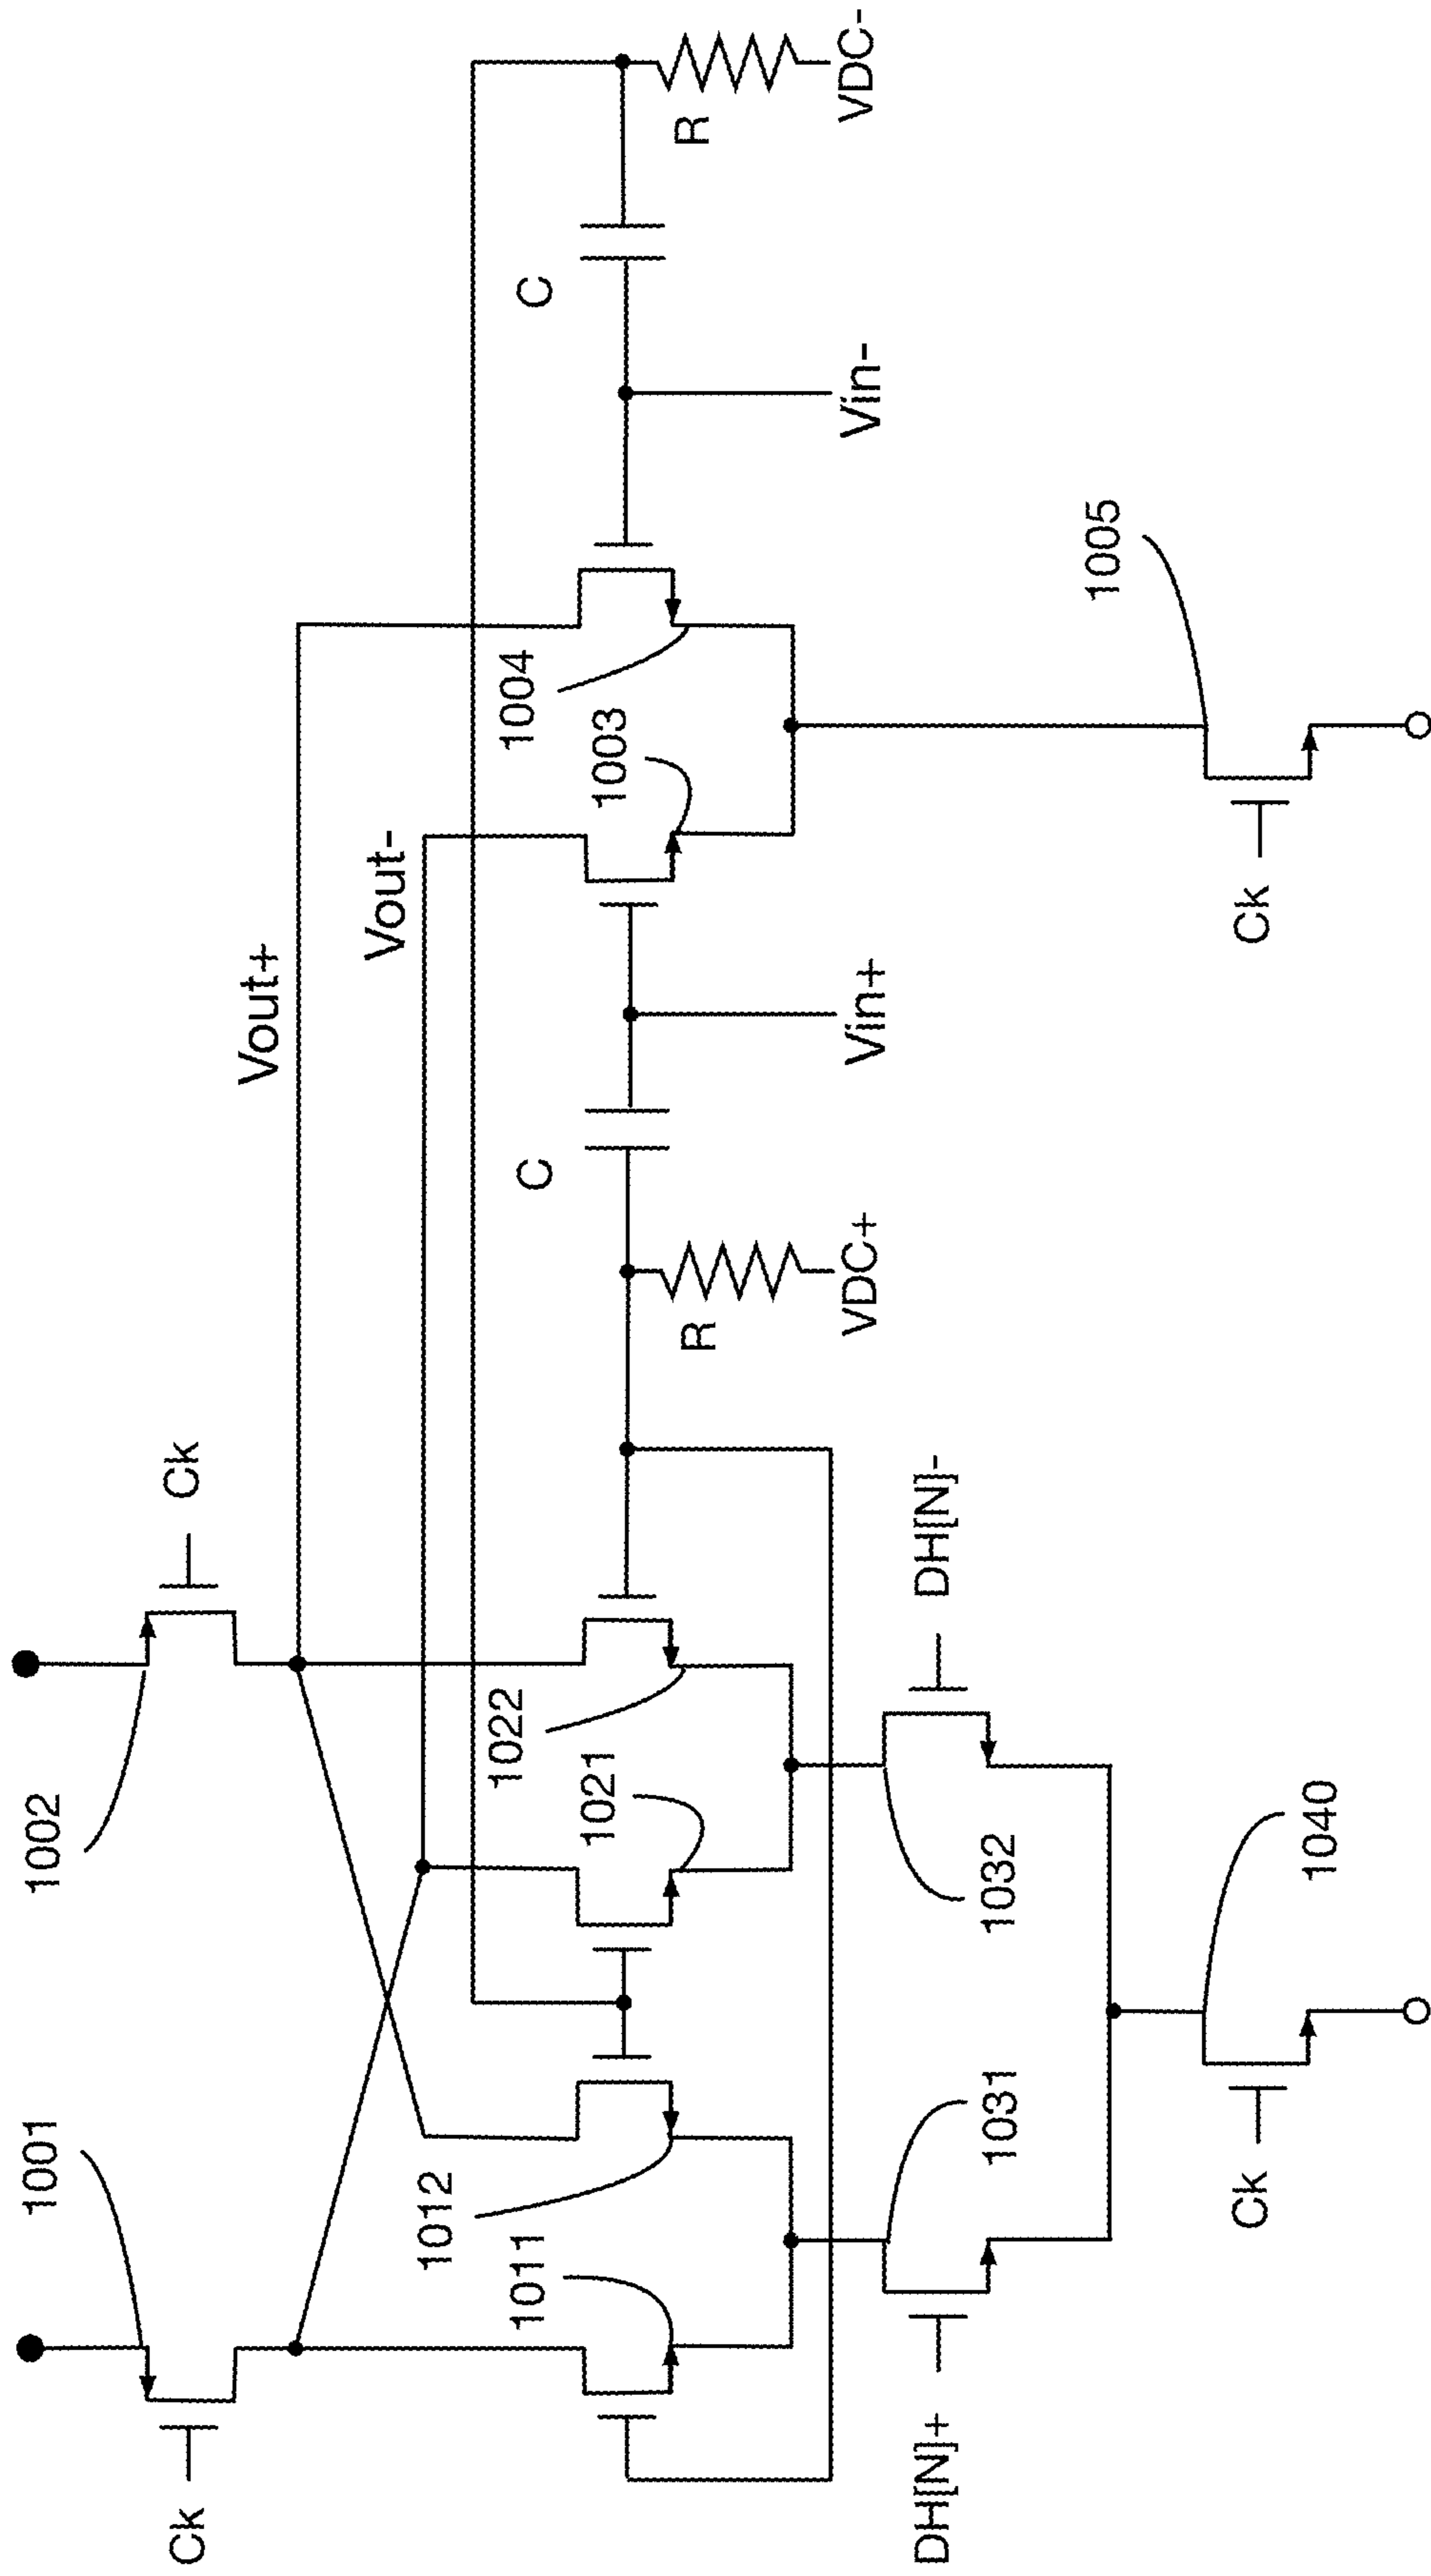 1001
1002
Ck
Ck
Vout+
Vout-
1012
1011
1022
1021
C
C
1004
1003
R
R
VDC+
Vin+
Vin-
VDC-
DH[N]+
1031
1032
DH[N]-
1005
Ck
1040
Ck